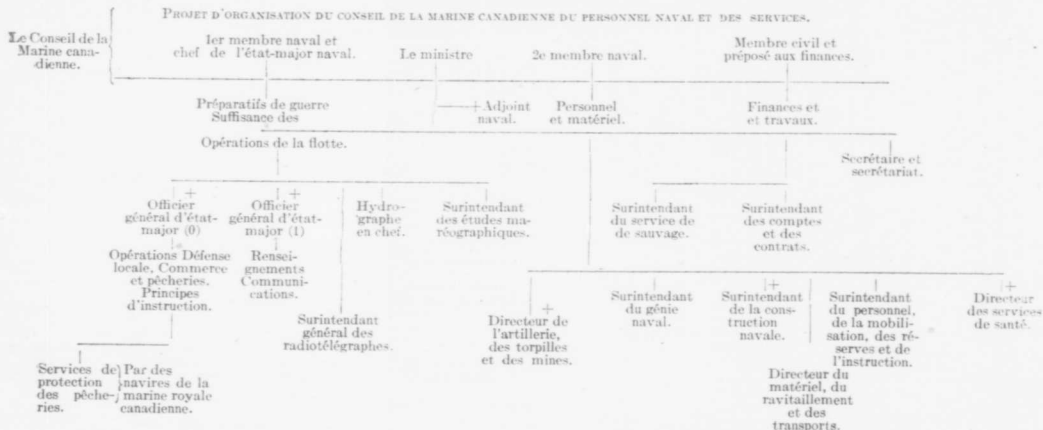 PROJET D'ORGANISATION DU CONSEIL DE LA MARINE CANADIENNE DU PERSONNEL NAVAL ET DES SERVICES.
Le Conseil de la
Marine cana-
dienne.
1er membre naval et
chef de l'état-major naval.
Le ministre
2e membre naval.
Membre civil et
préposé aux finances.
Préparatifs de guerre
Suffisance des
+Adjoint
naval.
Personnel
et matériel.
Finances et
et travaux.
Opérations de la flotte.
Secrétaire et
secrétariat.
+
Officier
général d'état-
major (0)
+
Officier
général d'état-
major (1)
Hydro-
graphe
en chef.
Surintendant
des études ma-
réographiques.
Surintendant
du service de
de sauvage.
Surintendant
des comptes
et des
contrats.
Opérations Défense
locale, Commerce
et pêcheries.
Principes
d'instruction.
Rensei-
gnements
Communi-
cations.
Surintendant
général des
radiotélégraphes.
+
Directeur de
l'artillerie,
des torpilles
et des mines.
Surintendant
du génie
naval.
+
Surintendant
de la cons-
truction
navale.
Surintendant
du personnel,
de la mobili-
sation, des ré-
serves et de
l'instruction.
+
Directeur
des services
de santé.
Directeur du
matériel, du
ravitaillement
et des
transports.
Services de
protection
des pêche-
ries.
Par des
navires de la
marine royale
canadienne.